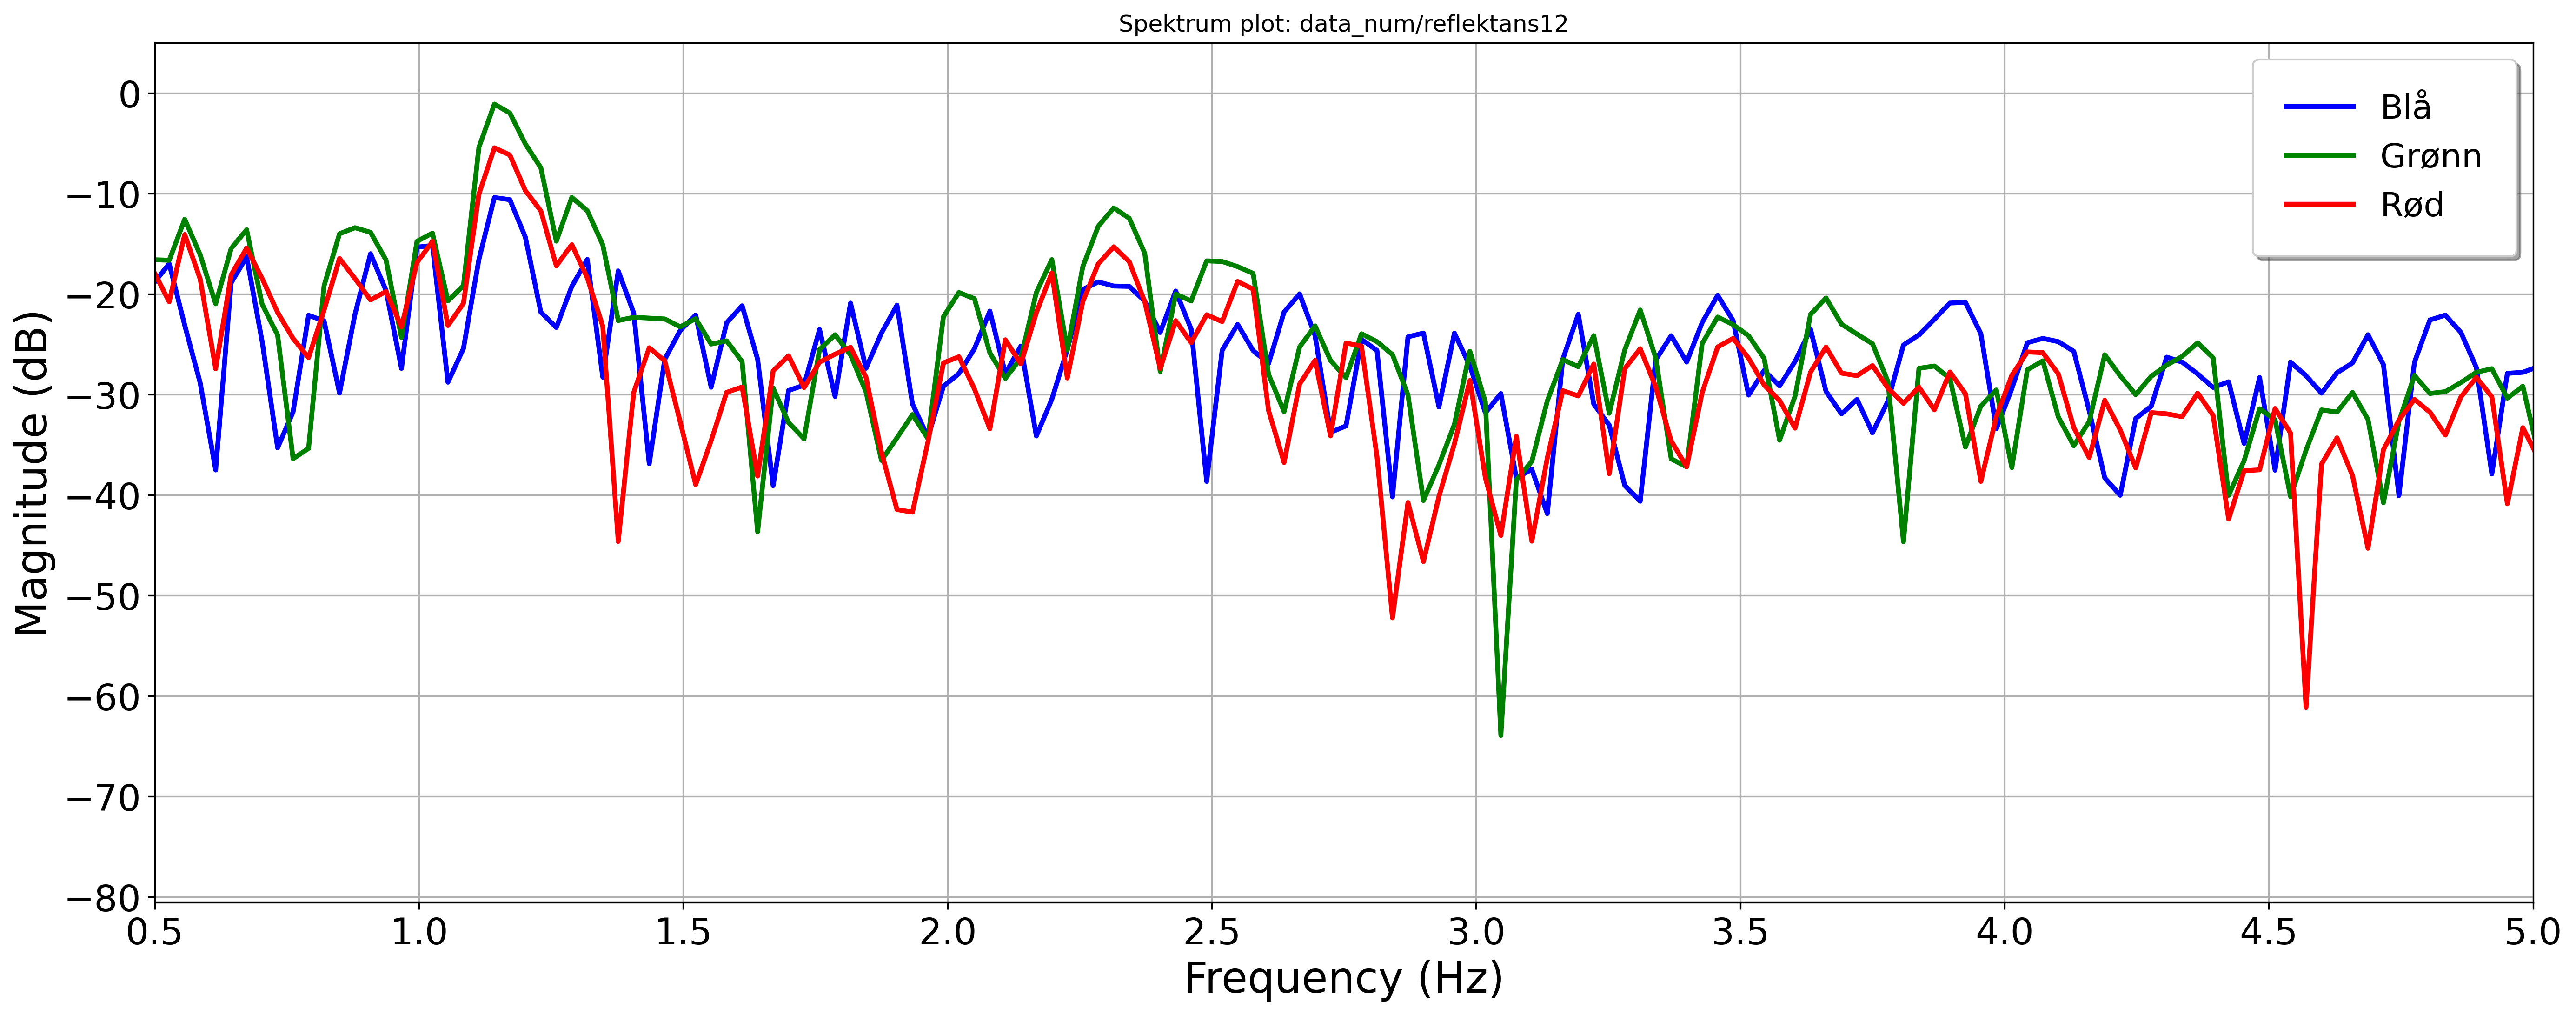 Spektrum plot: data_num/reflektans12
Magnitude (dB)
0
−10
−20
−30
−40
−50
−60
−70
−80
Blå
Grønn
Rød
0.5 1.0 1.5 2.0 2.5 3.0 3.5 4.0 4.5 5.0
Frequency (Hz)